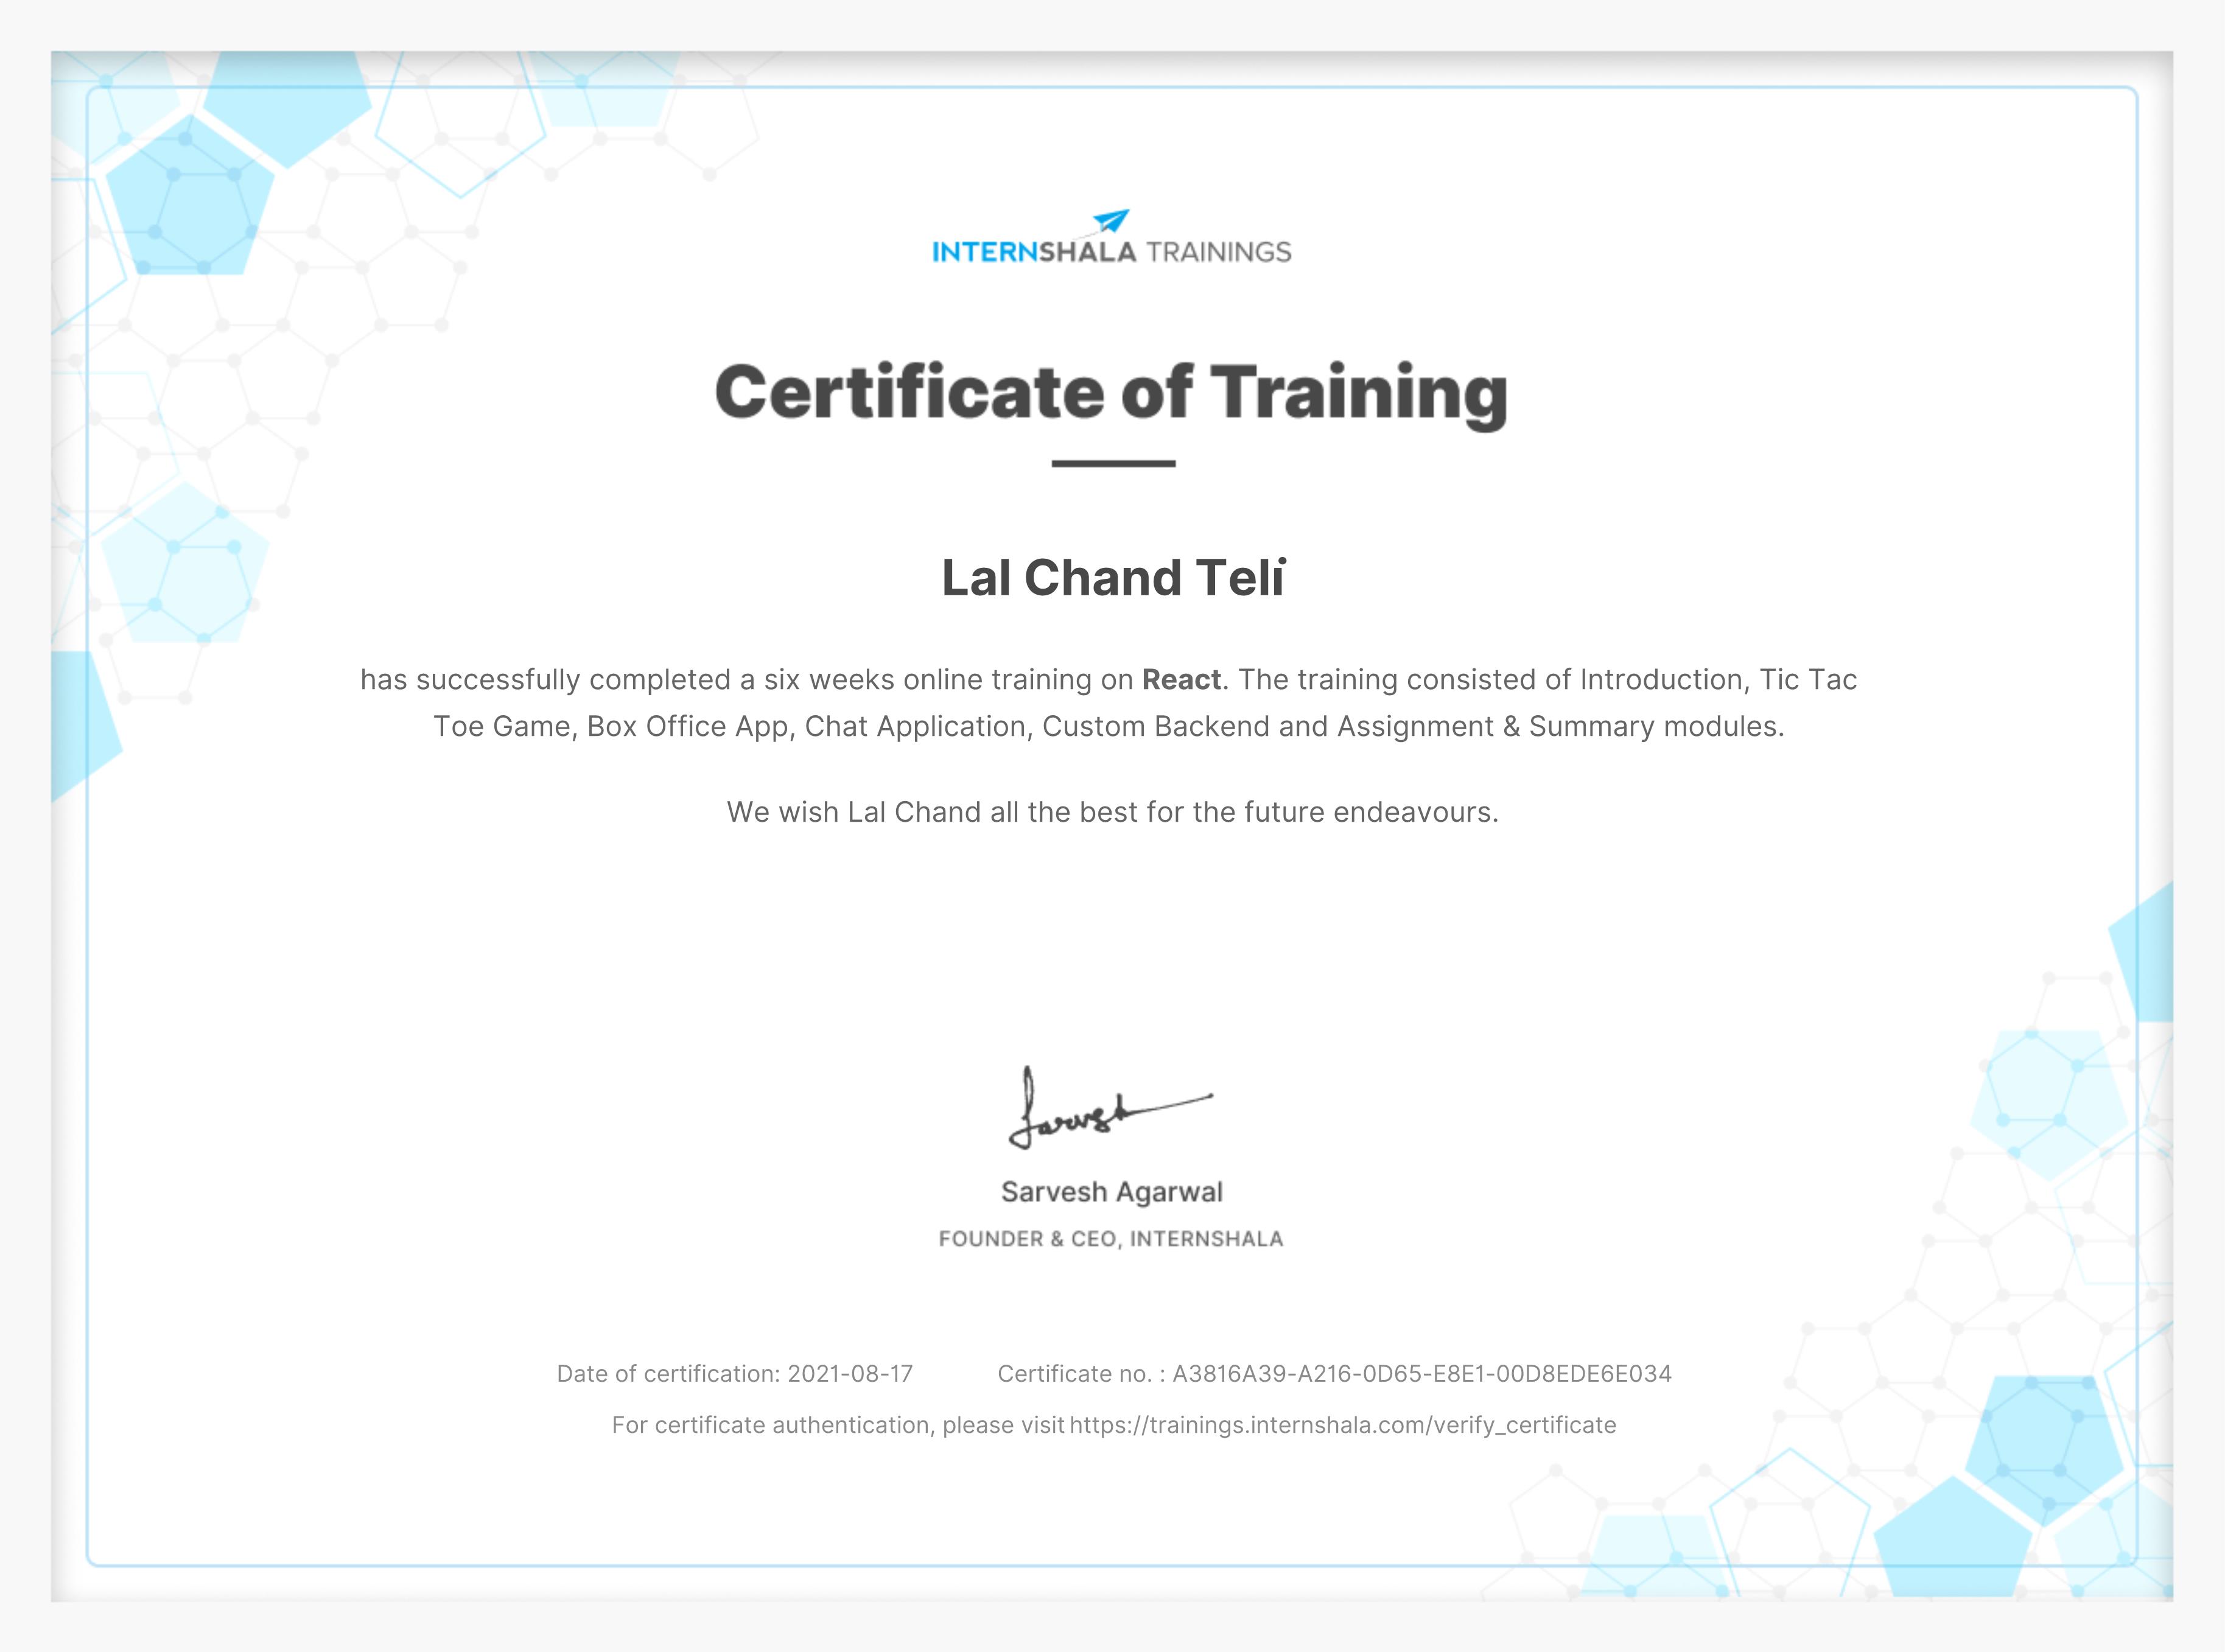 INTERNSHALA TRAININGS
Certificate of Training
Lal Chand Teli
has successfully completed a six weeks online training on React. The training consisted of Introduction, Tic Tac
Toe Game, Box Office App, Chat Application, Custom Backend and Assignment & Summary modules.
We wish Lal Chand all the best for the future endeavours.
Sarvesh
Sarvesh Agarwal
FOUNDER & CEO, INTERNSHALA
Date of certification: 2021-08-17 Certificate no. : A3816A39-A216-0D65-E8E1-00D8EDE6E034
For certificate authentication, please visit https://trainings.internshala.com/verify_certificate